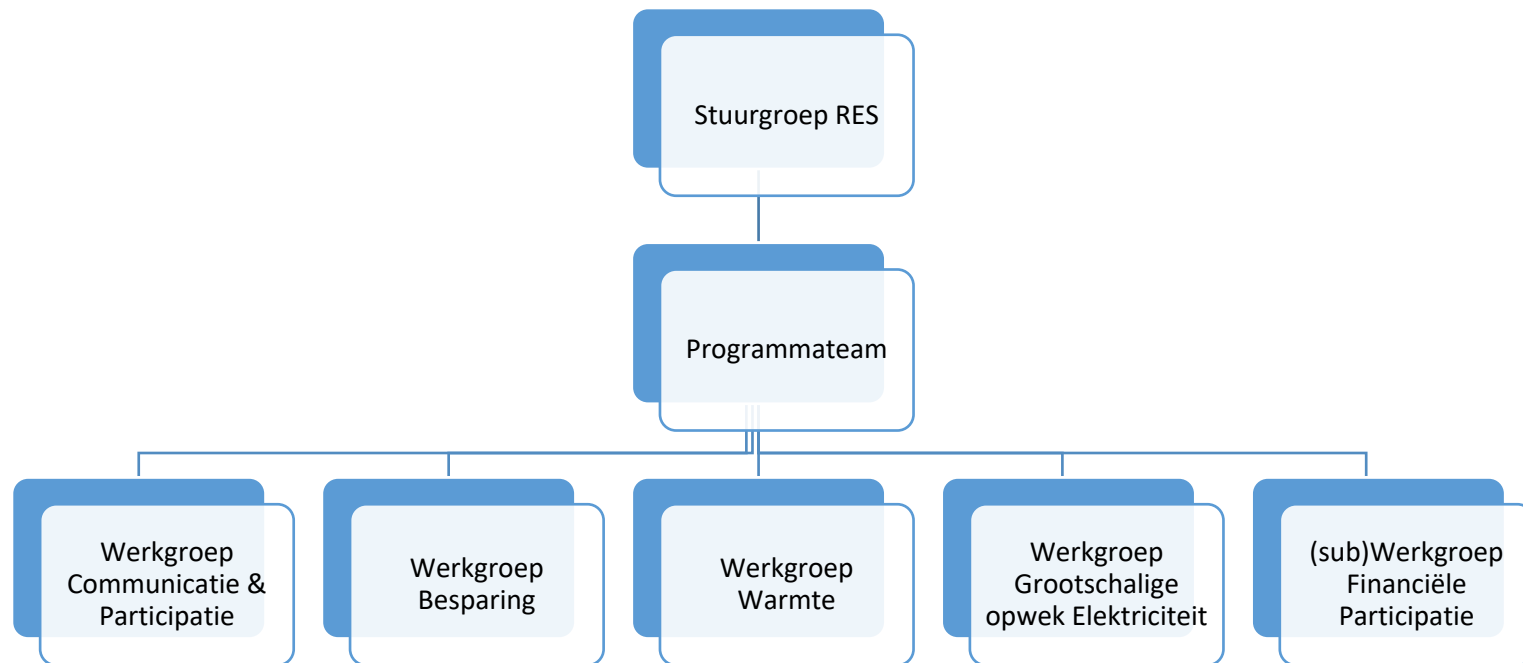 Stuurgroep RES
Programmateam
Werkgroep
Communicatie &
Participatie
Werkgroep
Besparing
Werkgroep
Warmte
Werkgroep
Grootschalige
opwek Elektriciteit
(sub)Werkgroep
Financiële
Participatie